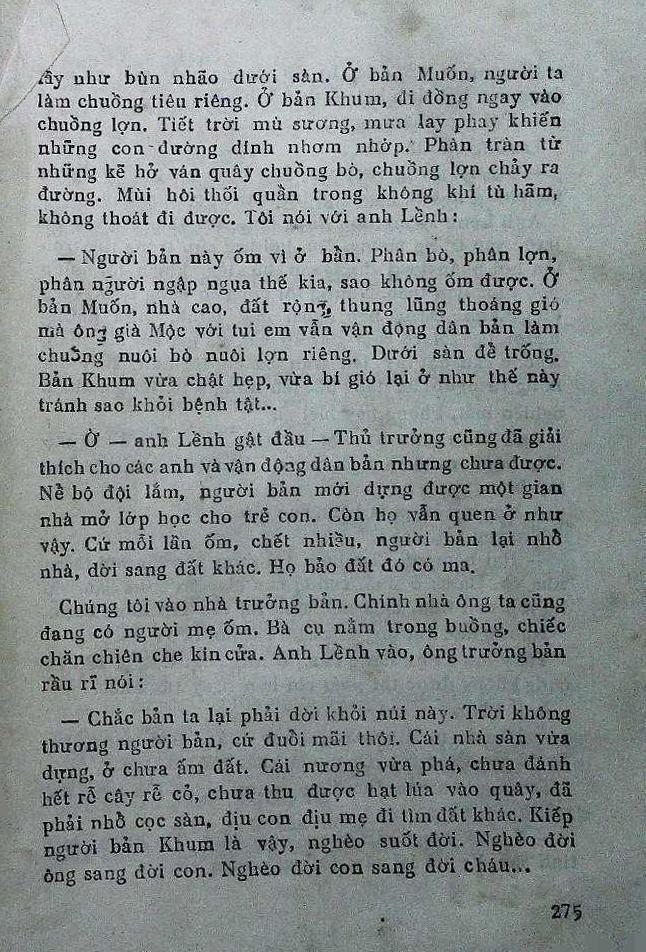 lầy như bùn nhão dưới sàn. Ở bản Muốn, người ta
làm chuồng tiêu riêng. Ở bản Khum, đi đồng ngay vào
chuồng lợn. Tiết trời mù sương, mưa lay phay khiến
những con đường dính nhơm nhớp. Phân tràn từ
những kẽ hở ván quây chuồng bò, chuồng lợn chảy ra
đường. Mùi hôi thối quần trong không khí tù hãm,
không thoát đi được. Tôi nói với anh Lềnh:
— Người bản này ốm vì ở bẩn. Phân bò, phân lợn,
phân người ngập ngụa thế kia, sao không ốm được. Ở
bản Muốn, nhà cao, đất rộng, thung lũng thoáng gió
mà ông già Mộc với tui em vẫn vận động dân bản làm
chuồng nuôi bò nuôi lợn riêng. Dưới sàn để trống.
Bản Khum vừa chật hẹp, vừa bí gió lại ở như thế này
tránh sao khỏi bệnh tật...
— Ờ — anh Lềnh gật đầu — Thủ trưởng cũng đã giải
thích cho các anh và vận động dân bản nhưng chưa được.
Nể bộ đội lắm, người bản mới dựng được một gian
nhà mở lớp học cho trẻ con. Còn họ vẫn quen ở như
vậy. Cứ mỗi lần ốm, chết nhiều, người bản lại nhổ
nhà, dời sang đất khác. Họ bảo đất đó có ma.
Chúng tôi vào nhà trưởng bản. Chính nhà ông ta cũng
đang có người mẹ ốm. Bà cụ nằm trong buồng, chiếc
chăn chiên che kín cửa. Anh Lềnh vào, ông trưởng bản
rầu rĩ nói:
— Chắc bản ta lại phải dời khỏi núi này. Trời không
thương người bản, cứ đuổi mãi thôi. Cái nhà sàn vừa
dựng, ở chưa ấm đất. Cái nương vừa phá, chưa đánh
hết rễ cây rễ cỏ, chưa thu được hạt lúa vào quây, đã
phải nhổ cọc sàn, địu con địu mẹ đi tìm đất khác. Kiếp
người bản Khum là vậy, nghèo suốt đời. Nghèo đời
ông sang đời con. Nghèo đời con sang đời cháu...
275